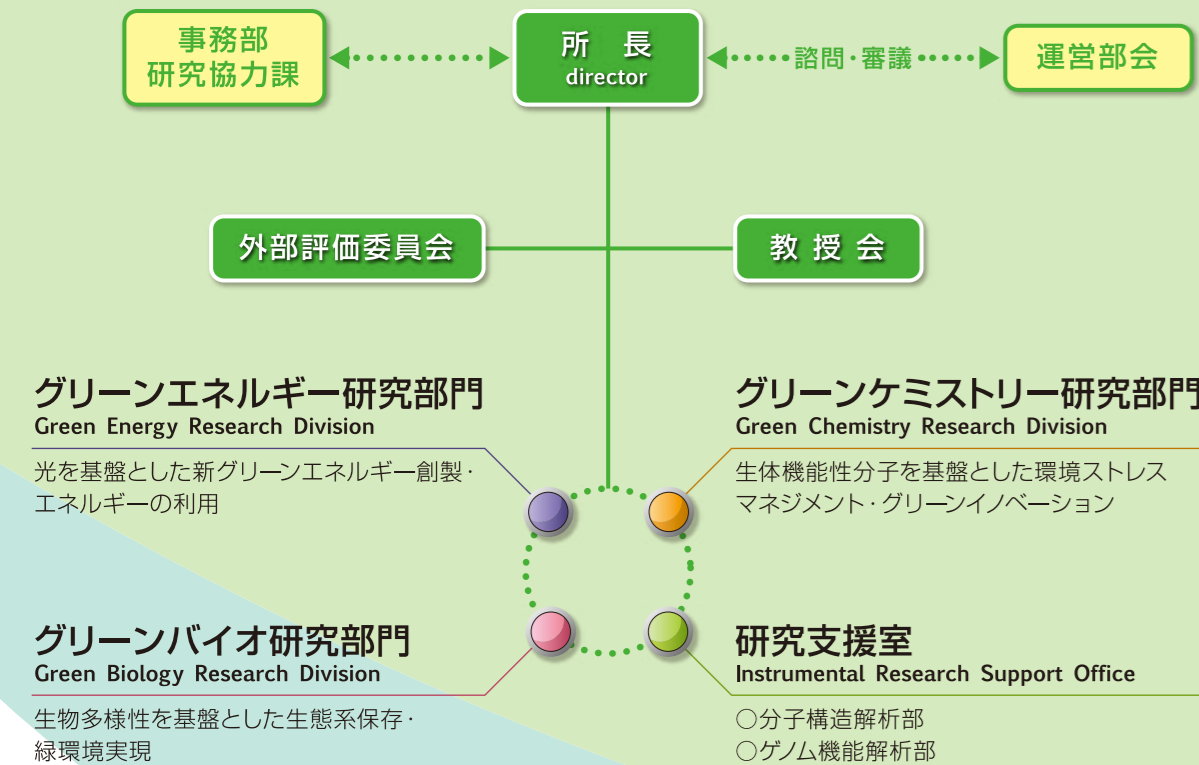 事務部
研究協力課
所 長
director
諮問・審議
運営部会
外部評価委員会
教 授 会
グリーンエネルギー研究部門
Green Energy Research Division
光を基盤とした新グリーンエネルギー創製・
エネルギーの利用
グリーンケミストリー研究部門
Green Chemistry Research Division
生体機能性分子を基盤とした環境ストレス
マネジメント・グリーンイノベーション
グリーンバイオ研究部門
Green Biology Research Division
生物多様性を基盤とした生態系保存・
緑環境実現
研究支援室
Instrumental Research Support Office
○分子構造解析部
○ゲノム機能解析部